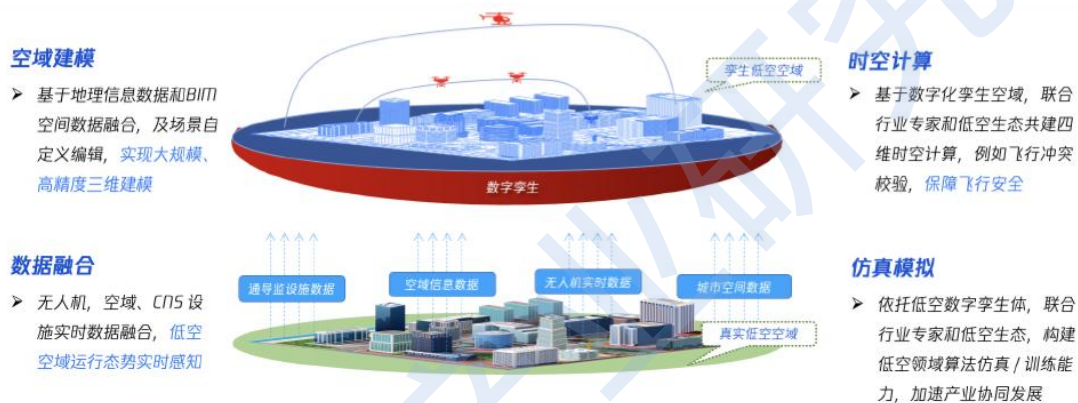 空域建模
➤ 基于地理信息数据和BIM
空间数据融合，及场景自
定义编辑，实现大规模、
高精度三维建模
孪生低空空域
数字孪生
时空计算
➤ 基于数字化孪生空域，联合
行业专家和低空生态共建四
维时空计算，例如飞行冲突
校验，保障飞行安全
数据融合
➤ 无人机，空域、CNS 设
施实时数据融合，低空
空域运行态势实时感知
通导监设施数据
空域信息数据
无人机实时数据
城市空间数据
真实低空空域
仿真模拟
➤ 依托低空数字孪生体，联合
行业专家和低空生态，构建
低空领域算法仿真 / 训练能
力，加速产业协同发展
业研究